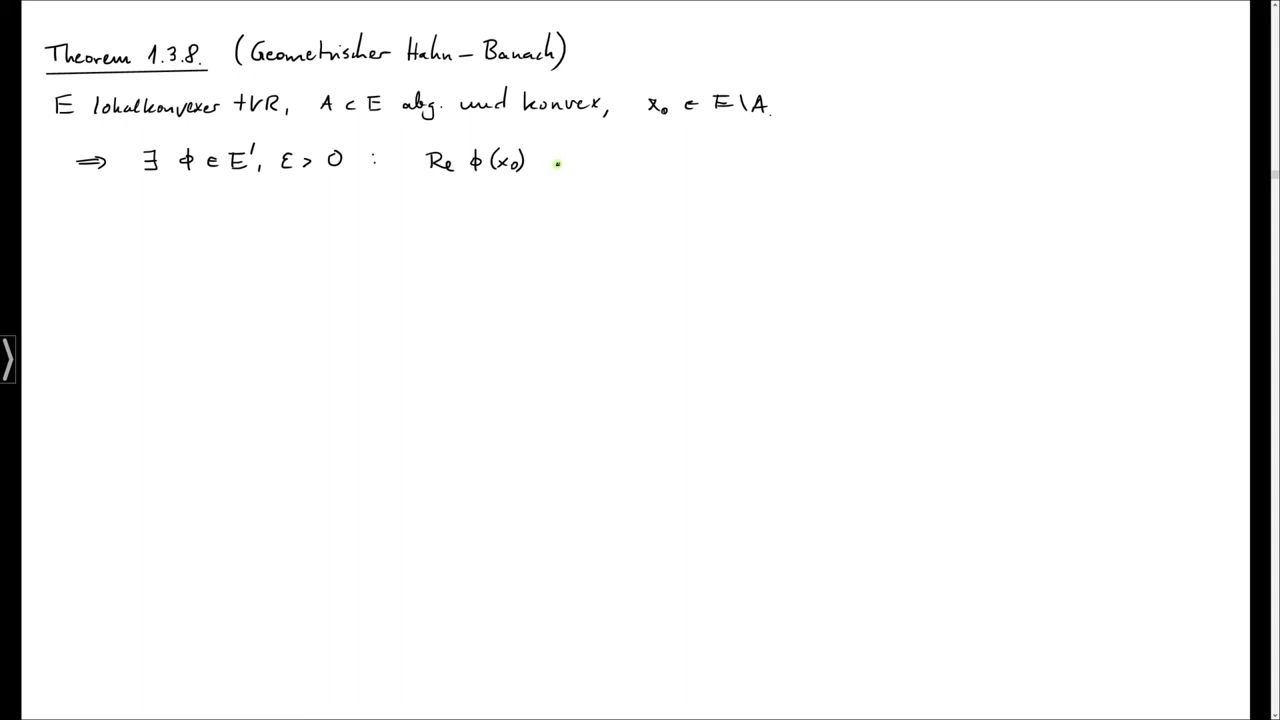 Theorem 1.3.8. (Geometrischer Hahn-Banach)
E lokalkonvexer tVR, A ⊂ E abg. und konvex, x₀ ∈ E\A.
⟹ ∃ ϕ ∈ E', ε > 0 : Re ϕ(x₀)